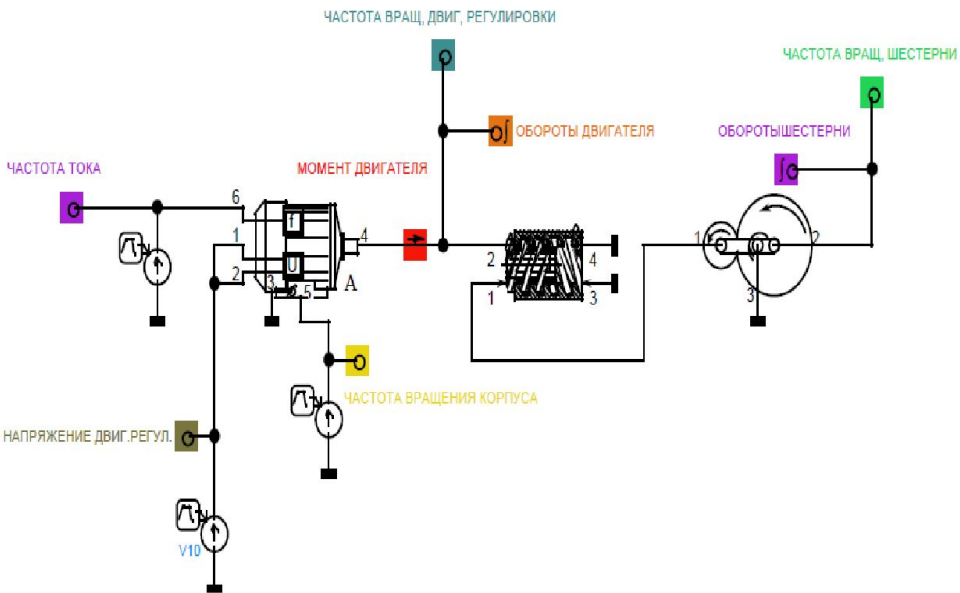 ЧАСТОТА ВРАЩ, ДВИГ, РЕГУЛИРОВКИ
ЧАСТОТА ВРАЩ, ШЕСТЕРНИ
ОБОРОТЫ ДВИГАТЕЛЯ
ОБОРОТЫШЕСТЕРНИ
ЧАСТОТА ТОКА
МОМЕНТ ДВИГАТЕЛЯ
6
f
1
4
1
2
2
4
2
U
3
5
A
1
3
3
ЧАСТОТА ВРАЩЕНИЯ КОРПУСА
НАПРЯЖЕНИЕ ДВИГ.РЕГУЛ.
V10